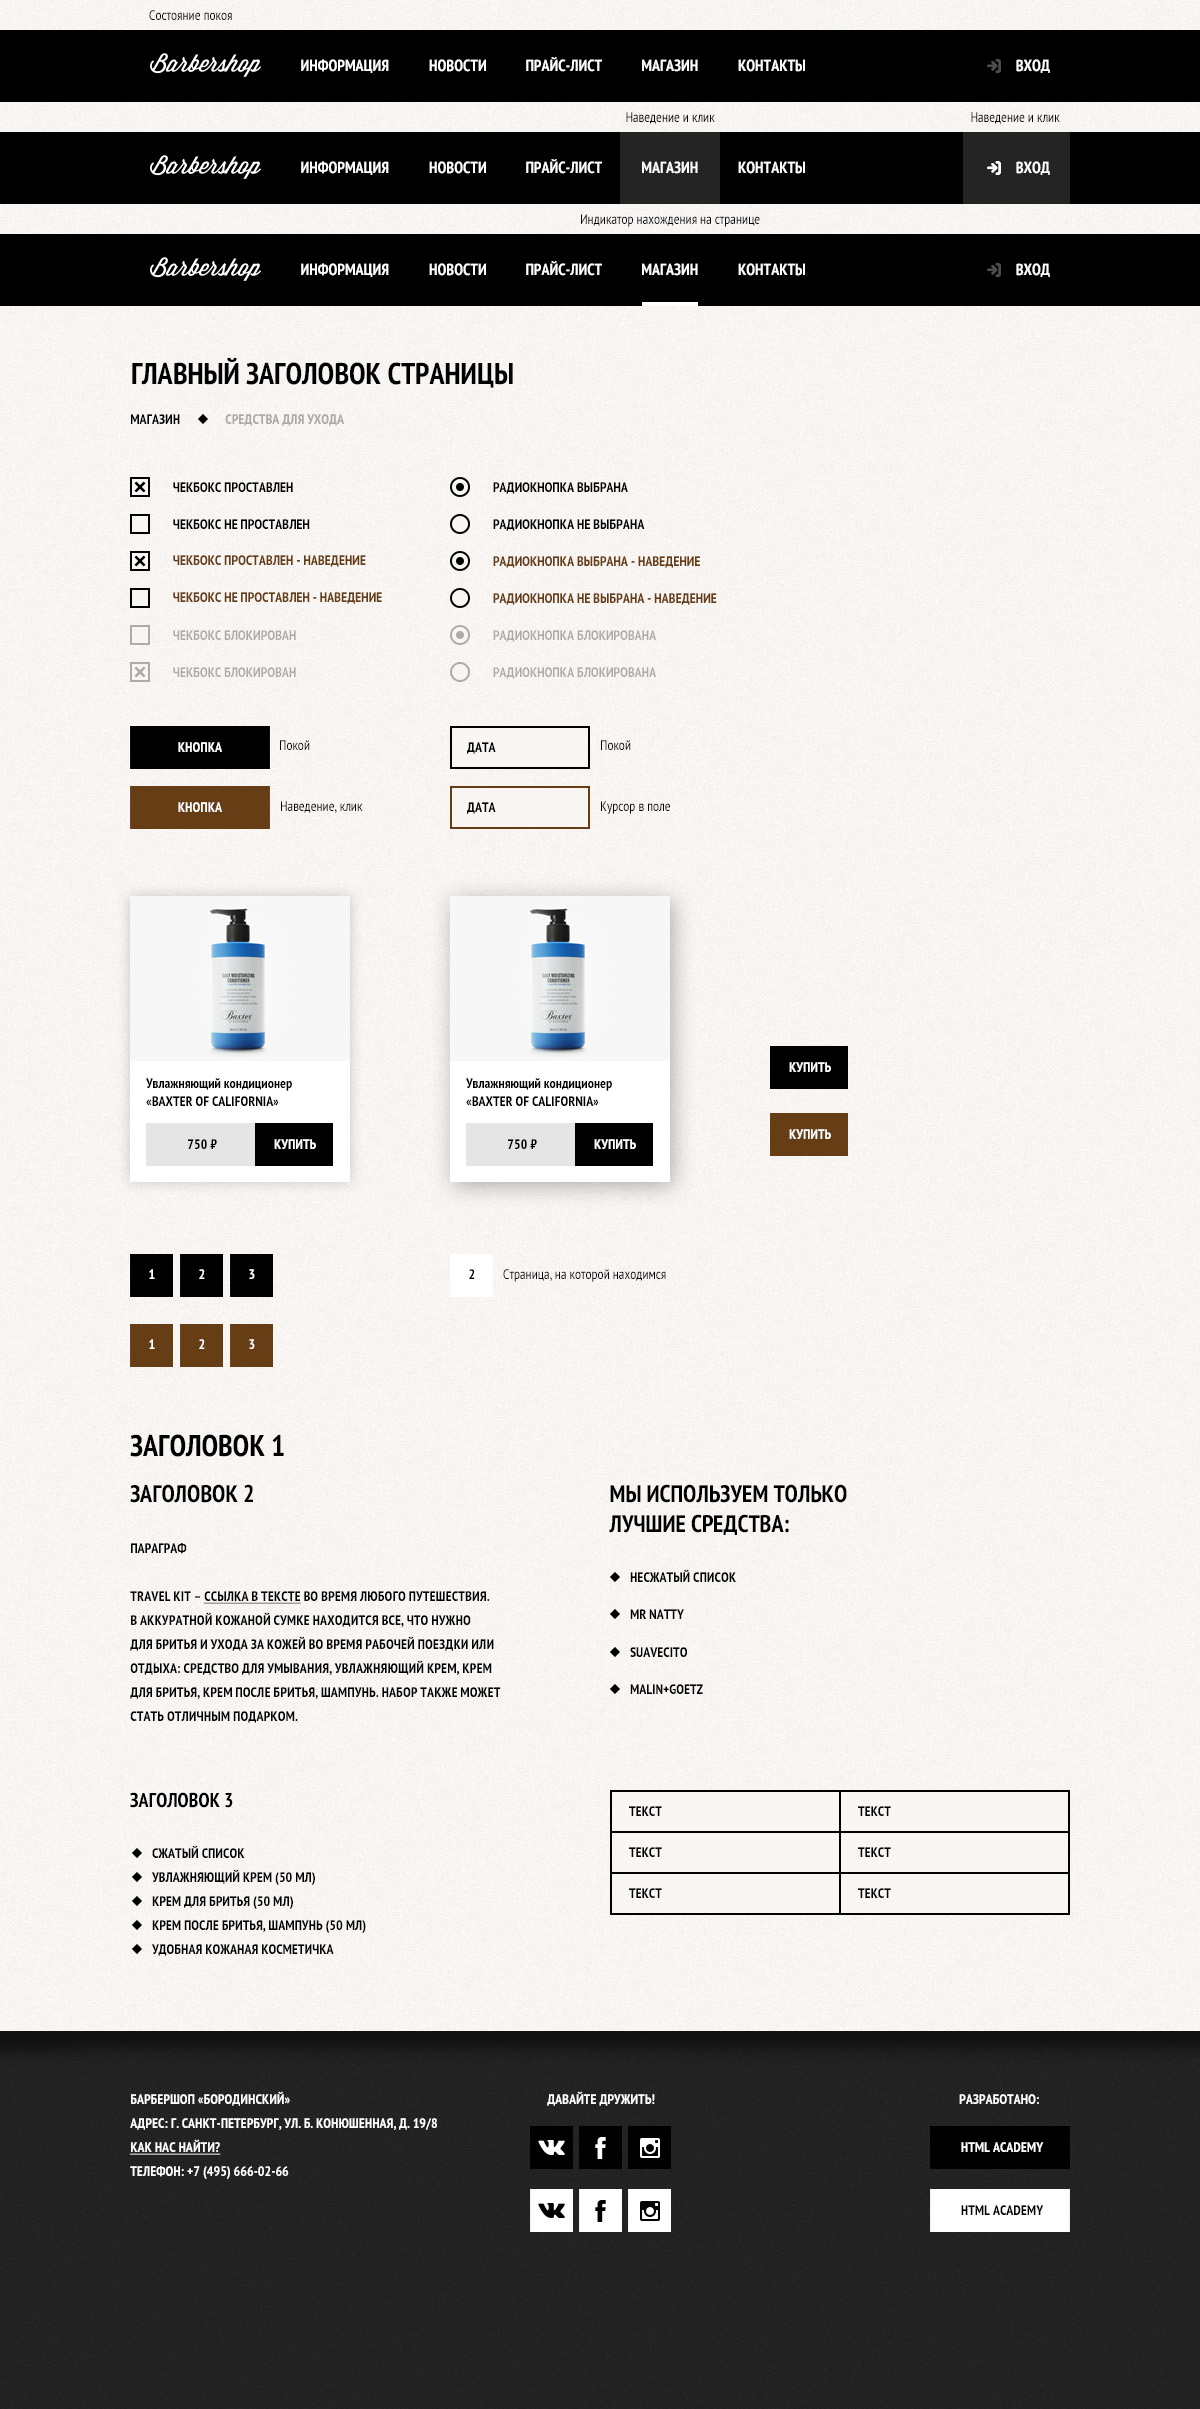 Состояние покоя
Barbershop ИНФОРМАЦИЯ НОВОСТИ ПРАЙС-ЛИСТ МАГАЗИН КОНТАКТЫ ВХОД
Наведение и клик Наведение и клик
Barbershop ИНФОРМАЦИЯ НОВОСТИ ПРАЙС-ЛИСТ МАГАЗИН КОНТАКТЫ ВХОД
Индикатор нахождения на странице
Barbershop ИНФОРМАЦИЯ НОВОСТИ ПРАЙС-ЛИСТ МАГАЗИН КОНТАКТЫ ВХОД
ГЛАВНЫЙ ЗАГОЛОВОК СТРАНИЦЫ
МАГАЗИН СРЕДСТВА ДЛЯ УХОДА
ЧЕКБОКС ПРОСТАВЛЕН
ЧЕКБОКС НЕ ПРОСТАВЛЕН
ЧЕКБОКС ПРОСТАВЛЕН - НАВЕДЕНИЕ
ЧЕКБОКС НЕ ПРОСТАВЛЕН - НАВЕДЕНИЕ
ЧЕКБОКС БЛОКИРОВАН
ЧЕКБОКС БЛОКИРОВАН
РАДИОКНОПКА ВЫБРАНА
РАДИОКНОПКА НЕ ВЫБРАНА
РАДИОКНОПКА ВЫБРАНА - НАВЕДЕНИЕ
РАДИОКНОПКА НЕ ВЫБРАНА - НАВЕДЕНИЕ
РАДИОКНОПКА БЛОКИРОВАНА
РАДИОКНОПКА БЛОКИРОВАНА
КНОПКА Покой
КНОПКА Наведение, клик
ДАТА Покой
ДАТА Курсор в поле
DAILY MOISTURIZING
CONDITIONER
Baxter
Увлажняющий кондиционер
«BAXTER OF CALIFORNIA»
750 ₽ КУПИТЬ
DAILY MOISTURIZING
CONDITIONER
Baxter
Увлажняющий кондиционер
«BAXTER OF CALIFORNIA»
750 ₽ КУПИТЬ
КУПИТЬ
КУПИТЬ
1 2 3
2 Страница, на которой находимся
1 2 3
ЗАГОЛОВОК 1
ЗАГОЛОВОК 2
ПАРАГРАФ
TRAVEL KIT – ССЫЛКА В ТЕКСТЕ ВО ВРЕМЯ ЛЮБОГО ПУТЕШЕСТВИЯ.
В АККУРАТНОЙ КОЖАНОЙ СУМКЕ НАХОДИТСЯ ВСЕ, ЧТО НУЖНО
ДЛЯ БРИТЬЯ И УХОДА ЗА КОЖЕЙ ВО ВРЕМЯ РАБОЧЕЙ ПОЕЗДКИ ИЛИ
ОТДЫХА: СРЕДСТВО ДЛЯ УМЫВАНИЯ, УВЛАЖНЯЮЩИЙ КРЕМ, КРЕМ
ДЛЯ БРИТЬЯ, КРЕМ ПОСЛЕ БРИТЬЯ, ШАМПУНЬ. НАБОР ТАКЖЕ МОЖЕТ
СТАТЬ ОТЛИЧНЫМ ПОДАРКОМ.
МЫ ИСПОЛЬЗУЕМ ТОЛЬКО
ЛУЧШИЕ СРЕДСТВА:
НЕСЖАТЫЙ СПИСОК
MR NATTY
SUAVECITO
MALIN+GOETZ
ЗАГОЛОВОК 3
СЖАТЫЙ СПИСОК
УВЛАЖНЯЮЩИЙ КРЕМ (50 МЛ)
КРЕМ ДЛЯ БРИТЬЯ (50 МЛ)
КРЕМ ПОСЛЕ БРИТЬЯ, ШАМПУНЬ (50 МЛ)
УДОБНАЯ КОЖАНАЯ КОСМЕТИЧКА
ТЕКСТ ТЕКСТ
ТЕКСТ ТЕКСТ
ТЕКСТ ТЕКСТ
БАРБЕРШОП «БОРОДИНСКИЙ»
АДРЕС: Г. САНКТ-ПЕТЕРБУРГ, УЛ. Б. КОНЮШЕННАЯ, Д. 19/8
КАК НАС НАЙТИ?
ТЕЛЕФОН: +7 (495) 666-02-66
ДАВАЙТЕ ДРУЖИТЬ!
РАЗРАБОТАНО:
HTML ACADEMY
HTML ACADEMY